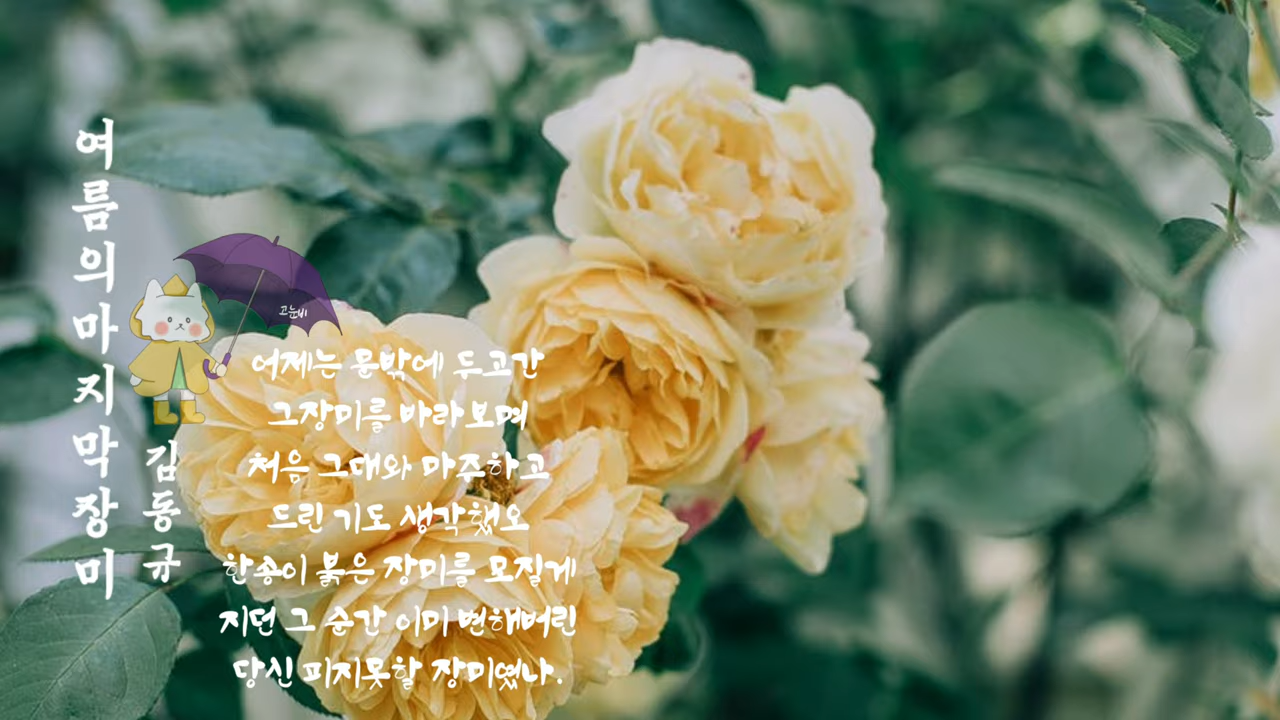 여름의 마지막 장미
김동규
고눈비
어제는 문밖에 두고간
그장미를 바라보며
처음 그대와 마주하고
드린 기도 생각했오
한송이 붉은 장미를 모질게
지던 그 순간 이미 변해버린
당신 피지못할 장미였나.